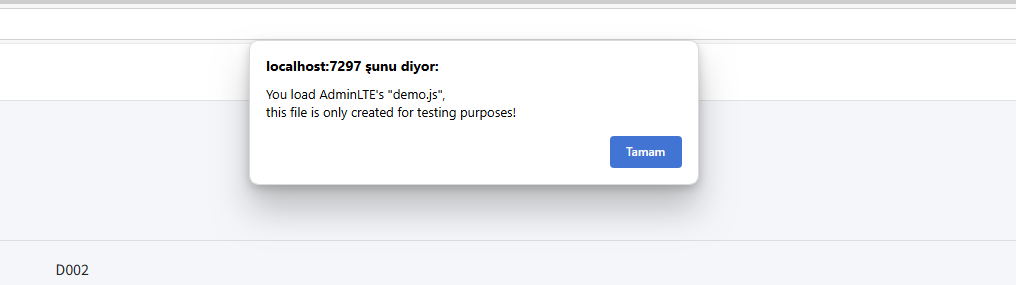 localhost:7297 şunu diyor:
You load AdminLTE's "demo.js",
this file is only created for testing purposes!
Tamam
D002